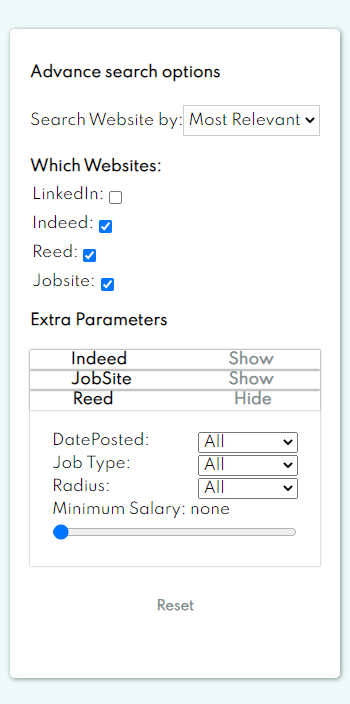 Advance search options
Search Website by: Most Relevant
Which Websites:
LinkedIn:
Indeed:
Reed:
Jobsite:
Extra Parameters
Indeed Show
JobSite Show
Reed Hide
DatePosted: All
Job Type: All
Radius: All
Minimum Salary: none
Reset